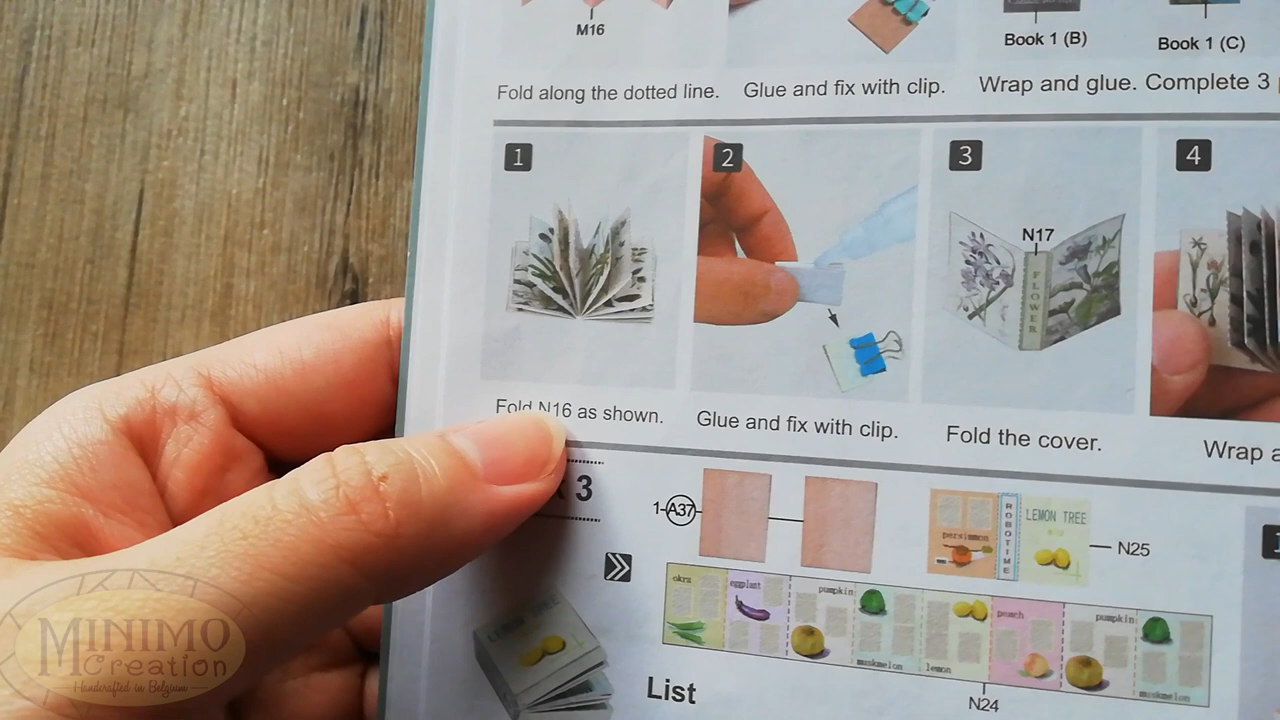 M16
Book 1 (B)
Book 1 (C)
Fold along the dotted line.
Glue and fix with clip.
Wrap and glue. Complete 3
1
2
3
4
N17
FLOWER
Fold N16 as shown.
Glue and fix with clip.
Fold the cover.
Wrap a
3
1-A37
persimmon
ROBOTIME
LEMON TREE
N25
okra
eggplant
pumpkin
muskmelon
lemon
peach
pumpkin
muskmelon
N24
List
MINIMO
Creation
Handcrafted in Belgium